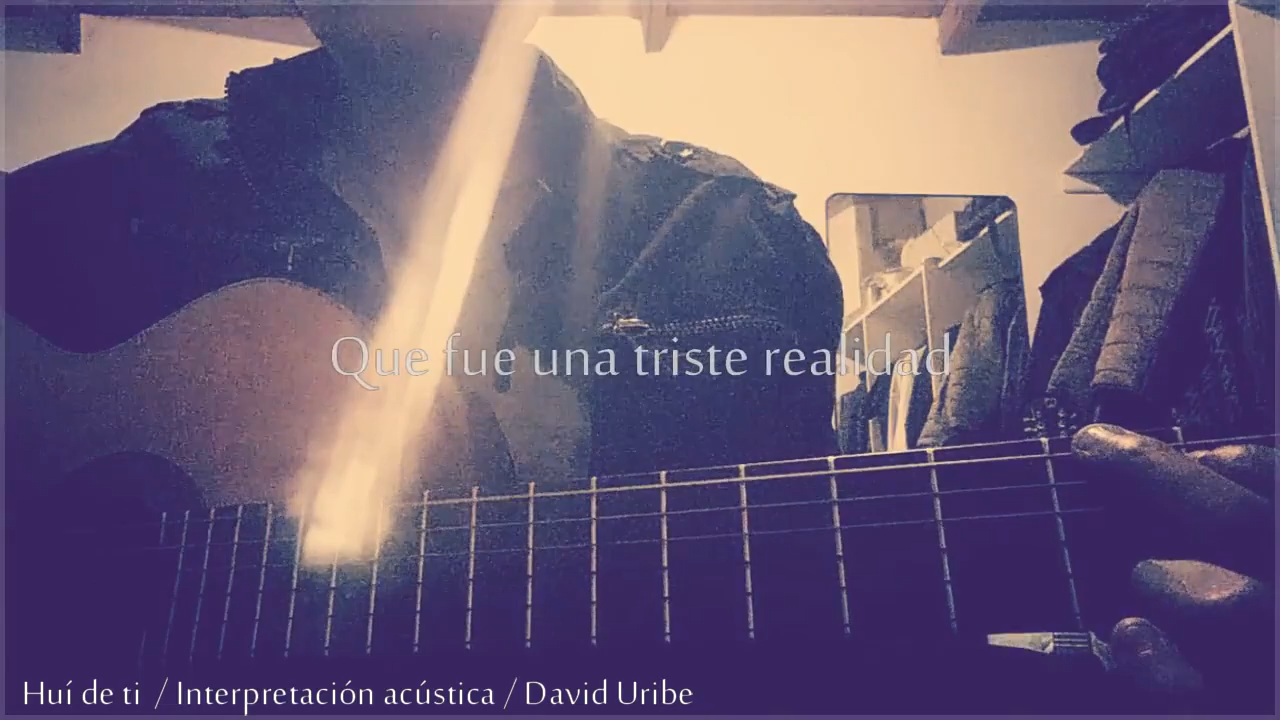 Que fue una triste realidad
Huí de ti / Interpretación acústica / David Uribe